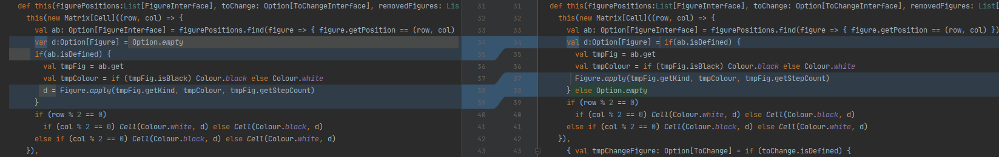 def this(figurePositions:List[FigureInterface], toChange: Option[ToChangeInterface], removedFigures: Lis
31
this(new Matrix[Cell]((row, col) => {
32
val ab: Option[FigureInterface] = figurePositions.find(figure => { figure.getPosition == (row, col)
33
var d:Option[Figure] = Option.empty
34
if(ab.isDefined) {
35
val tmpFig = ab.get
36
val tmpColour = if (tmpFig.isBlack) Colour.black else Colour.white
37
d = Figure.apply(tmpFig.getKind, tmpColour, tmpFig.getStepCount)
38
}
39
if (row % 2 == 0)
40
if (col % 2 == 0) Cell(Colour.white, d) else Cell(Colour.black, d)
41
else if (col % 2 == 0) Cell(Colour.black, d) else Cell(Colour.white, d)
42
}),
43
31
def this(figurePositions:List[FigureInterface], toChange: Option[ToChangeInterface], removedFigures: List[
32
this(new Matrix[Cell]((row, col) => {
33
val ab: Option[FigureInterface] = figurePositions.find(figure => { figure.getPosition == (row, col) })
34
val d:Option[Figure] = if(ab.isDefined) {
35
val tmpFig = ab.get
36
val tmpColour = if (tmpFig.isBlack) Colour.black else Colour.white
37
Figure.apply(tmpFig.getKind, tmpColour, tmpFig.getStepCount)
38
} else Option.empty
39
if (row % 2 == 0)
40
if (col % 2 == 0) Cell(Colour.white, d) else Cell(Colour.black, d)
41
else if (col % 2 == 0) Cell(Colour.black, d) else Cell(Colour.white, d)
42
}),
43
{ val tmpChangeFigure: Option[ToChange] = if (toChange.isDefined) {